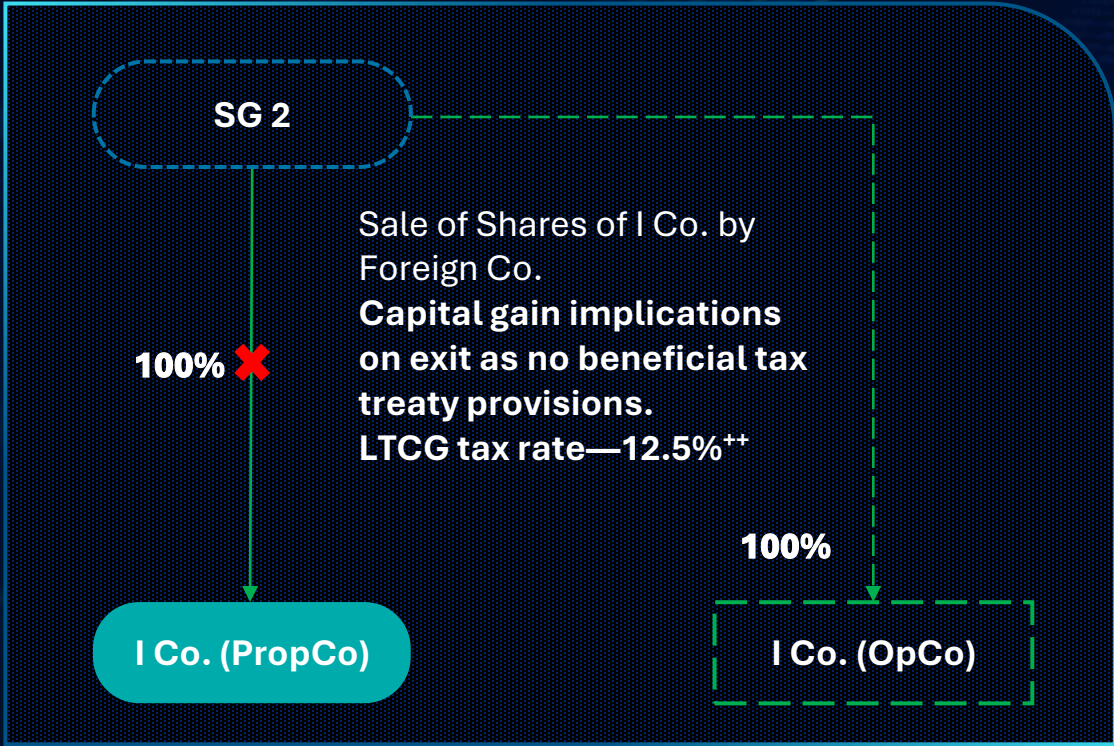 SG 2
Sale of Shares of I Co. by
Foreign Co.
Capital gain implications
on exit as no beneficial tax
treaty provisions.
LTCG tax rate—12.5%++
100%
100%
I Co. (PropCo)
I Co. (OpCo)